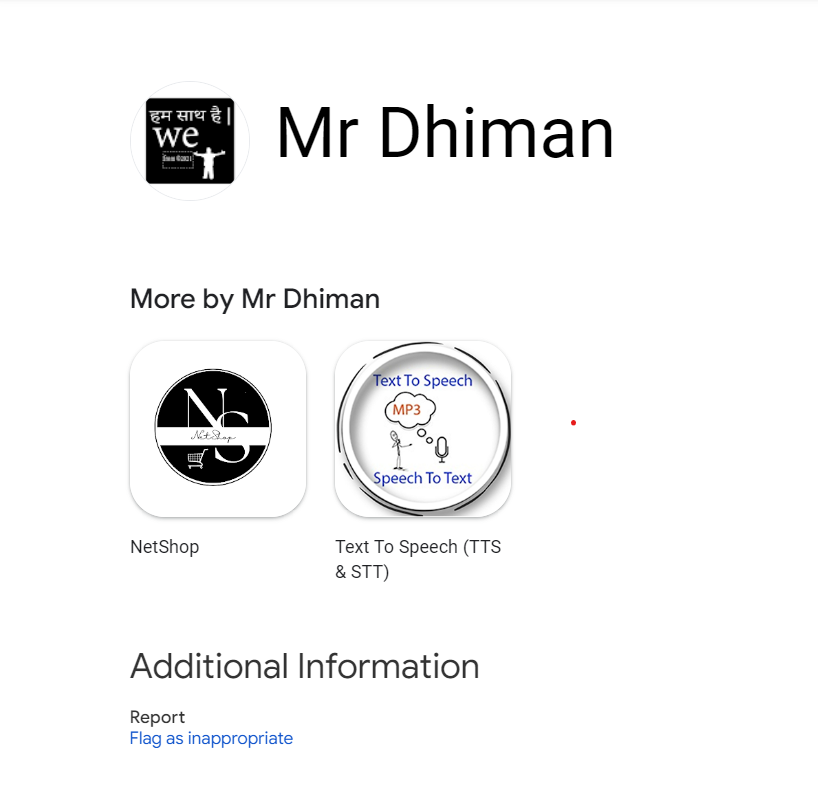 हम साथ है |
we
Mr Dhiman
More by Mr Dhiman
NS
NetShop
Text To Speech
MP3
Speech To Text
NetShop
Text To Speech (TTS
& STT)
Additional Information
Report
Flag as inappropriate